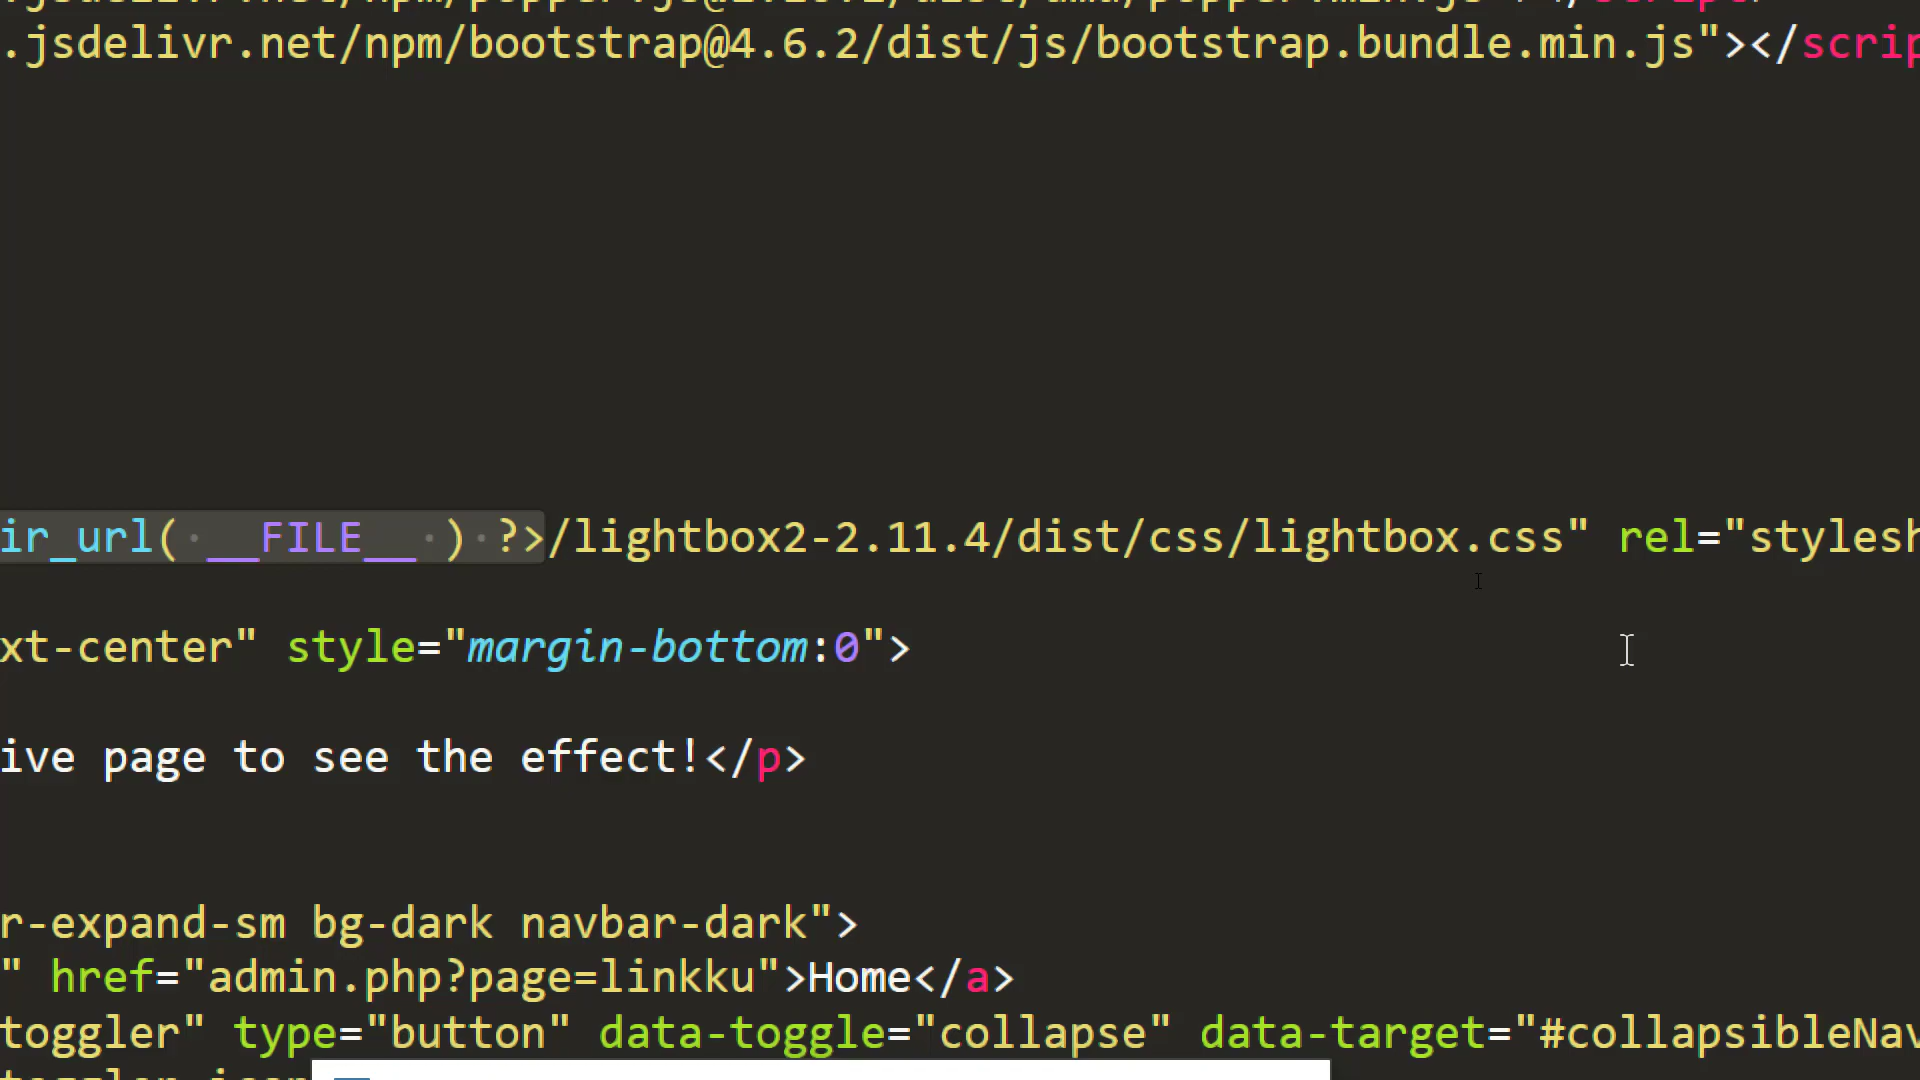 .jsdelivr.net/npm/bootstrap@4.6.2/dist/js/bootstrap.bundle.min.js"></scrip
ir_url( __FILE__ ) ?>/lightbox2-2.11.4/dist/css/lightbox.css" rel="stylesh
xt-center" style="margin-bottom:0">
ive page to see the effect!</p>
r-expand-sm bg-dark navbar-dark">
" href="admin.php?page=linkku">Home</a>
toggler" type="button" data-toggle="collapse" data-target="#collapsibleNav